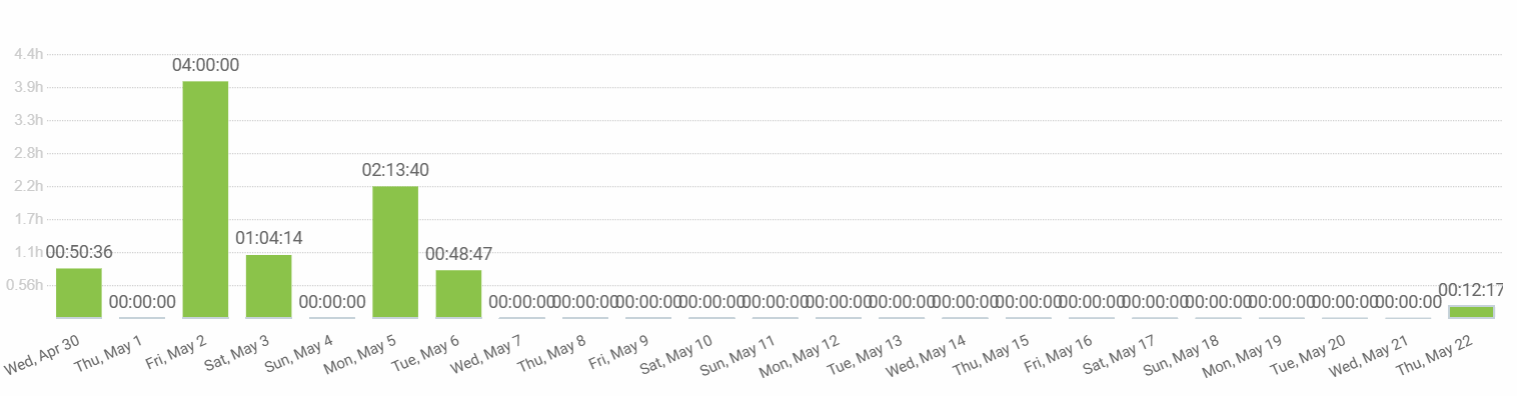 4.4h
04:00:00
3.9h
3.3h
2.8h
02:13:40
2.2h
1.7h
01:04:14
1.1h 00:50:36 00:48:47
0.56h 00:12:17
00:00:00 00:00:00 00:00:00 00:00:00 00:00:00 00:00:00 00:00:00 00:00:00 00:00:00 00:00:00 00:00:00 00:00:00 00:00:00 00:00:00 00:00:00 00:00:00 00:00:00
Wed, Apr 30 Thu, May 1 Fri, May 2 Sat, May 3 Sun, May 4 Mon, May 5 Tue, May 6 Wed, May 7 Thu, May 8 Fri, May 9 Sat, May 10 Sun, May 11 Mon, May 12 Tue, May 13 Wed, May 14 Thu, May 15 Fri, May 16 Sat, May 17 Sun, May 18 Mon, May 19 Tue, May 20 Wed, May 21 Thu, May 22